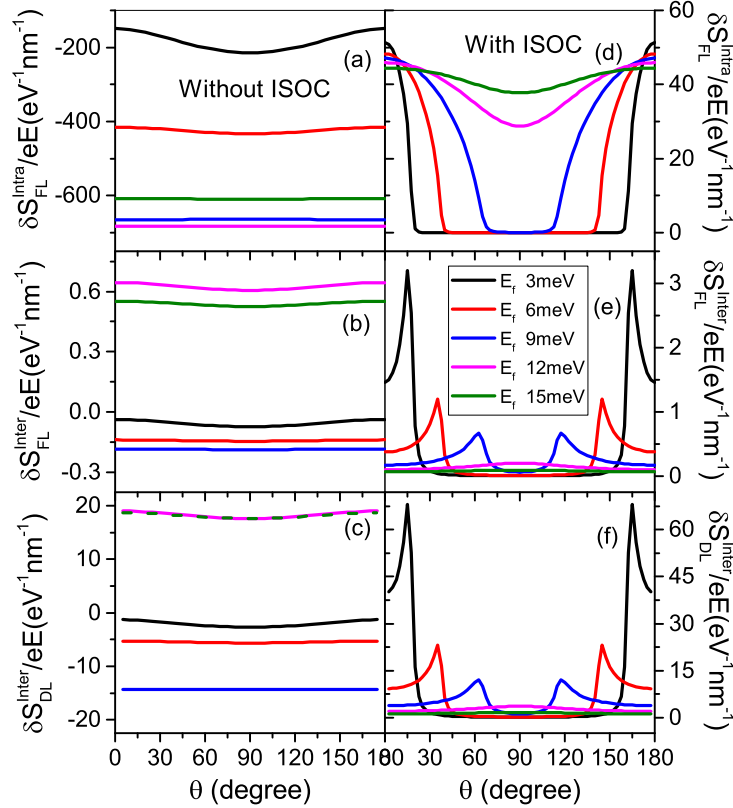 δS_FL^Intra/eE(eV^-1nm^-1)
-200
-400
-600
(a)
Without ISOC
With ISOC
(d)
60
40
20
0
δS_FL^Intra/eE(eV^-1nm^-1)
δS_FL^Inter/eE(eV^-1nm^-1)
0.6
0.3
0.0
-0.3
(b)
E_f 3meV
E_f 6meV
E_f 9meV
E_f 12meV
E_f 15meV
(e)
3
2
1
0
δS_FL^Inter/eE(eV^-1nm^-1)
δS_DL^Inter/eE(eV^-1nm^-1)
20
10
0
-10
-20
(c)
(f)
60
45
30
15
0
δS_DL^Inter/eE(eV^-1nm^-1)
0 30 60 90 120 150 180
30 60 90 120 150 180
θ (degree)
θ (degree)